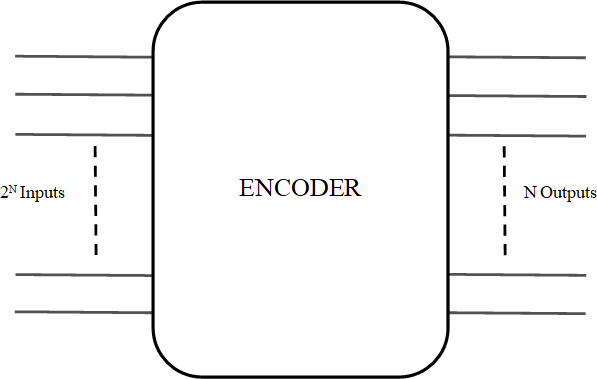 2ᴺ Inputs
ENCODER
N Outputs